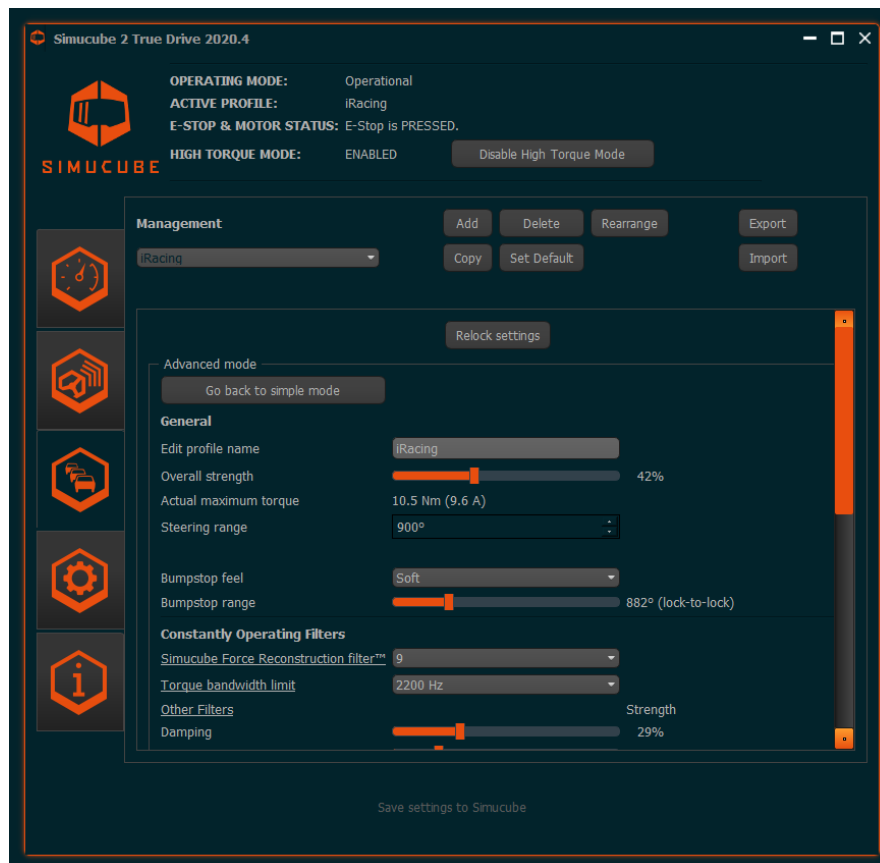 Simucube 2 True Drive 2020.4
OPERATING MODE: Operational
ACTIVE PROFILE: iRacing
E-STOP & MOTOR STATUS: E-Stop is PRESSED.
HIGH TORQUE MODE: ENABLED Disable High Torque Mode
SIMUCUBE
Management Add Delete Rearrange Export
iRacing Copy Set Default Import
Relock settings
Advanced mode
Go back to simple mode
General
Edit profile name iRacing
Overall strength 42%
Actual maximum torque 10.5 Nm (9.6 A)
Steering range 900º
Bumpstop feel Soft
Bumpstop range 882º (lock-to-lock)
Constantly Operating Filters
Simucube Force Reconstruction filter™ 9
Torque bandwidth limit 2200 Hz
Other Filters Strength
Damping 29%
Save settings to Simucube